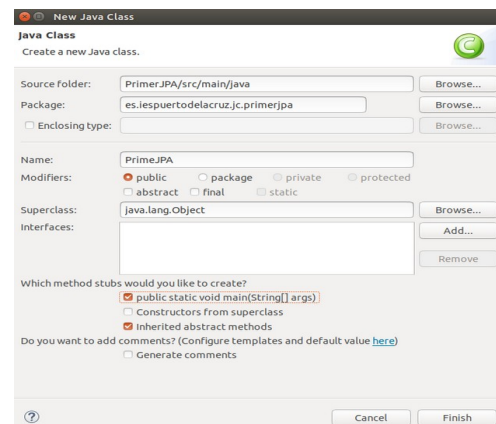 New Java Class
Java Class
Create a new Java class.
Source folder: PrimerJPA/src/main/java Browse...
Package: es.iespuertodelacruz.jc.primerjpa Browse...
Enclosing type: Browse...
Name: PrimeJPA
Modifiers: public package private protected
abstract final static
Superclass: java.lang.Object Browse...
Interfaces: Add...
Remove
Which method stubs would you like to create?
public static void main(String[] args)
Constructors from superclass
Inherited abstract methods
Do you want to add comments? (Configure templates and default value here)
Generate comments
? Cancel Finish